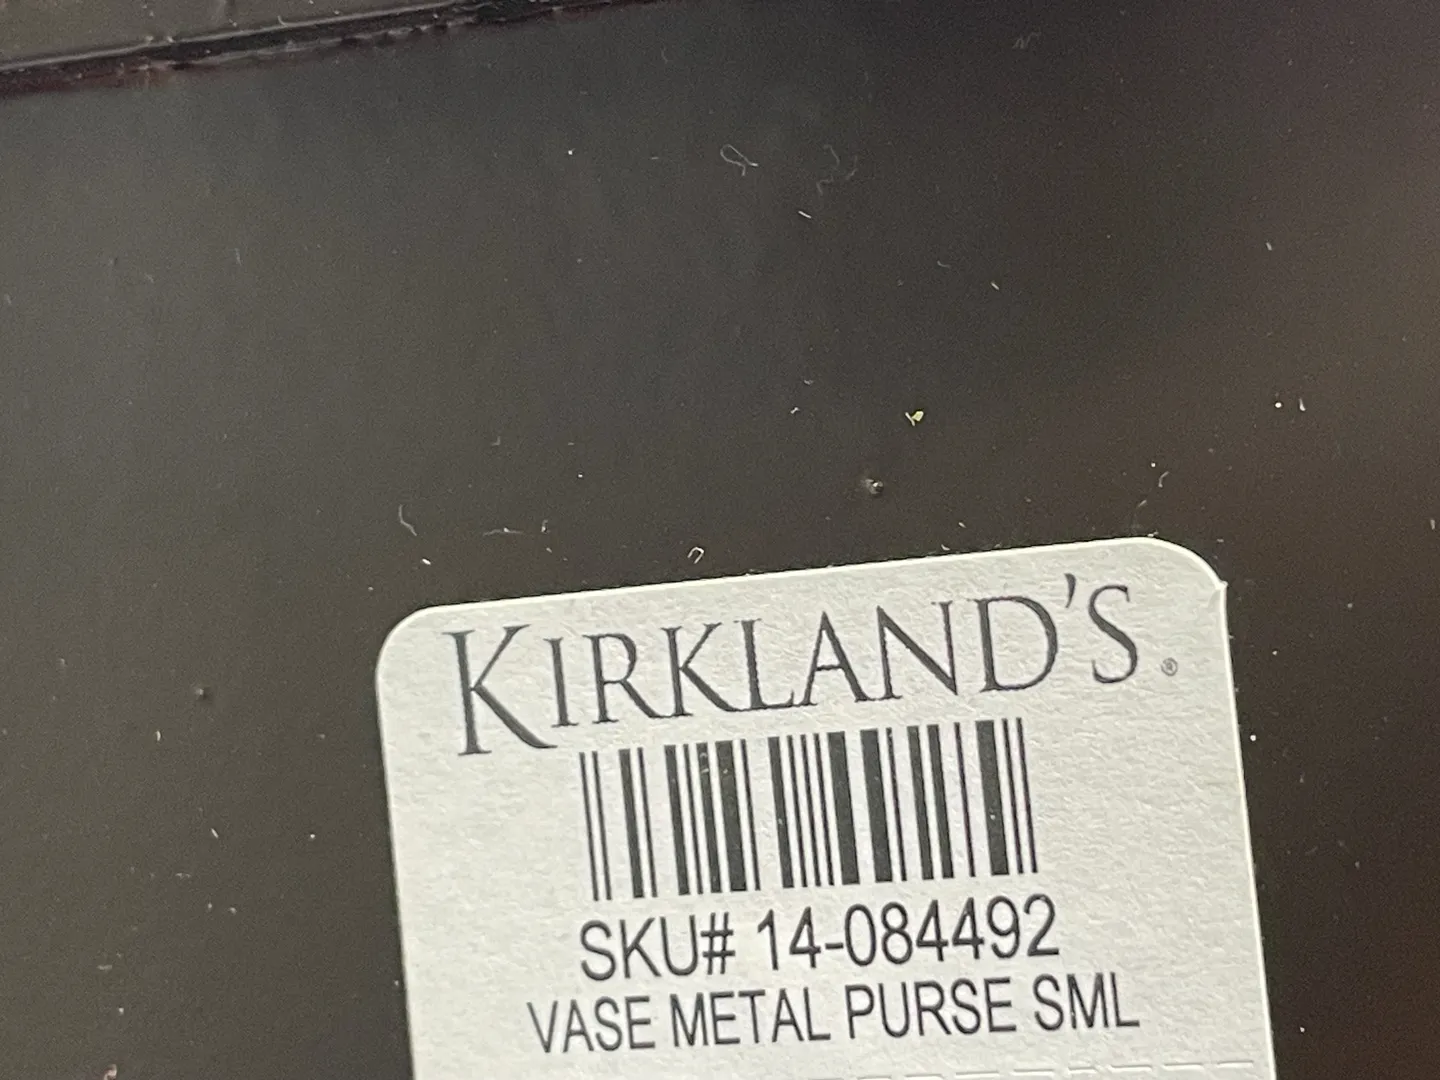 KIRKLAND'S®
SKU# 14-084492
VASE METAL PURSE SML